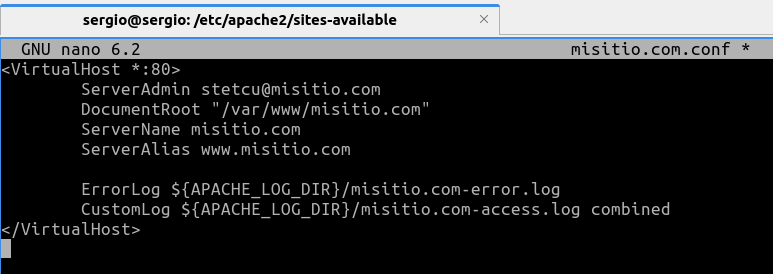 sergio@sergio: /etc/apache2/sites-available ×
GNU nano 6.2 misitio.com.conf *
<VirtualHost *:80>
ServerAdmin stetcu@misitio.com
DocumentRoot "/var/www/misitio.com"
ServerName misitio.com
ServerAlias www.misitio.com
ErrorLog ${APACHE_LOG_DIR}/misitio.com-error.log
CustomLog ${APACHE_LOG_DIR}/misitio.com-access.log combined
</VirtualHost>